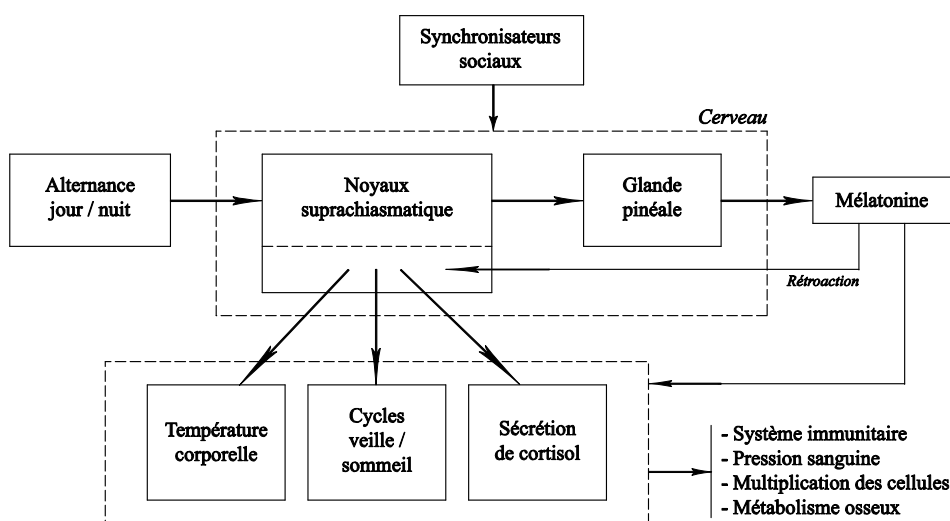 Synchronisateurs
sociaux
Cerveau
Alternance
jour / nuit
Noyaux
suprachiasmatique
Glande
pinéale
Mélatonine
Rétroaction
Température
corporelle
Cycles
veille /
sommeil
Sécrétion
de cortisol
- Système immunitaire
- Pression sanguine
- Multiplication des cellules
- Métabolisme osseux